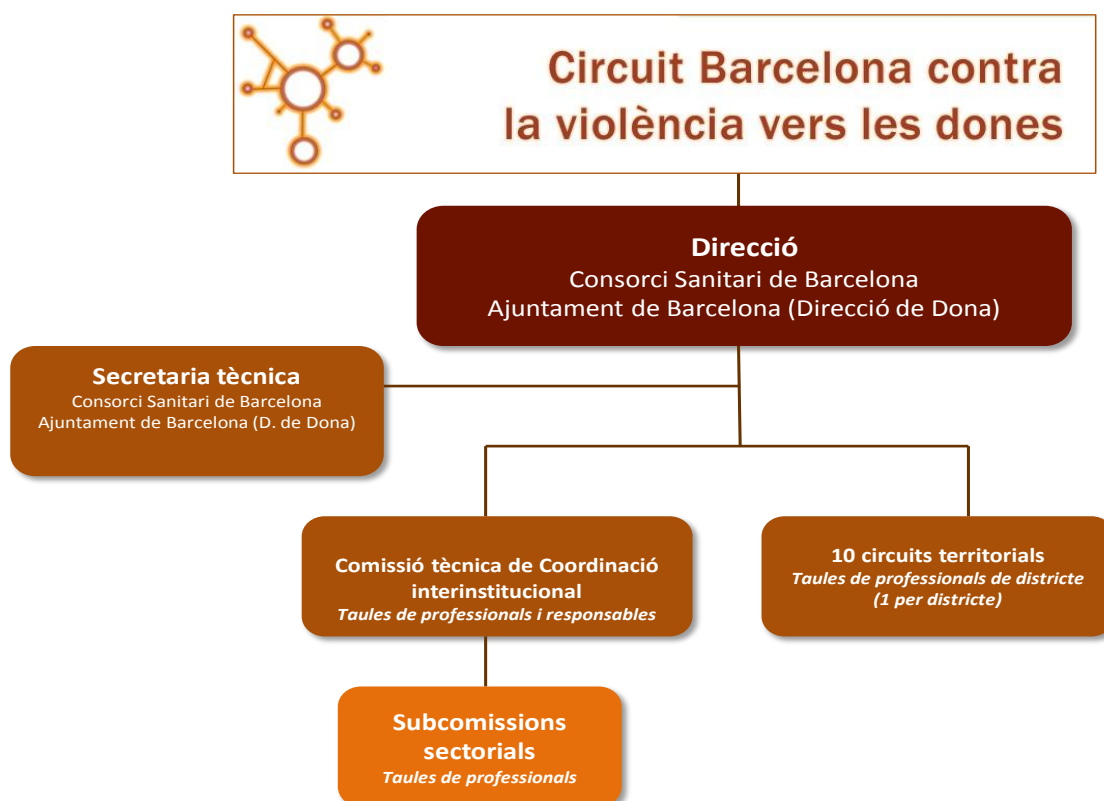 Circuit Barcelona contra
la violència vers les dones
Direcció
Consorci Sanitari de Barcelona
Ajuntament de Barcelona (Direcció de Dona)
Secretaria tècnica
Consorci Sanitari de Barcelona
Ajuntament de Barcelona (D. de Dona)
Comissió tècnica de Coordinació
interinstitucional
Taules de professionals i responsables
10 circuits territorials
Taules de professionals de districte
(1 per districte)
Subcomissions
sectorials
Taules de professionals